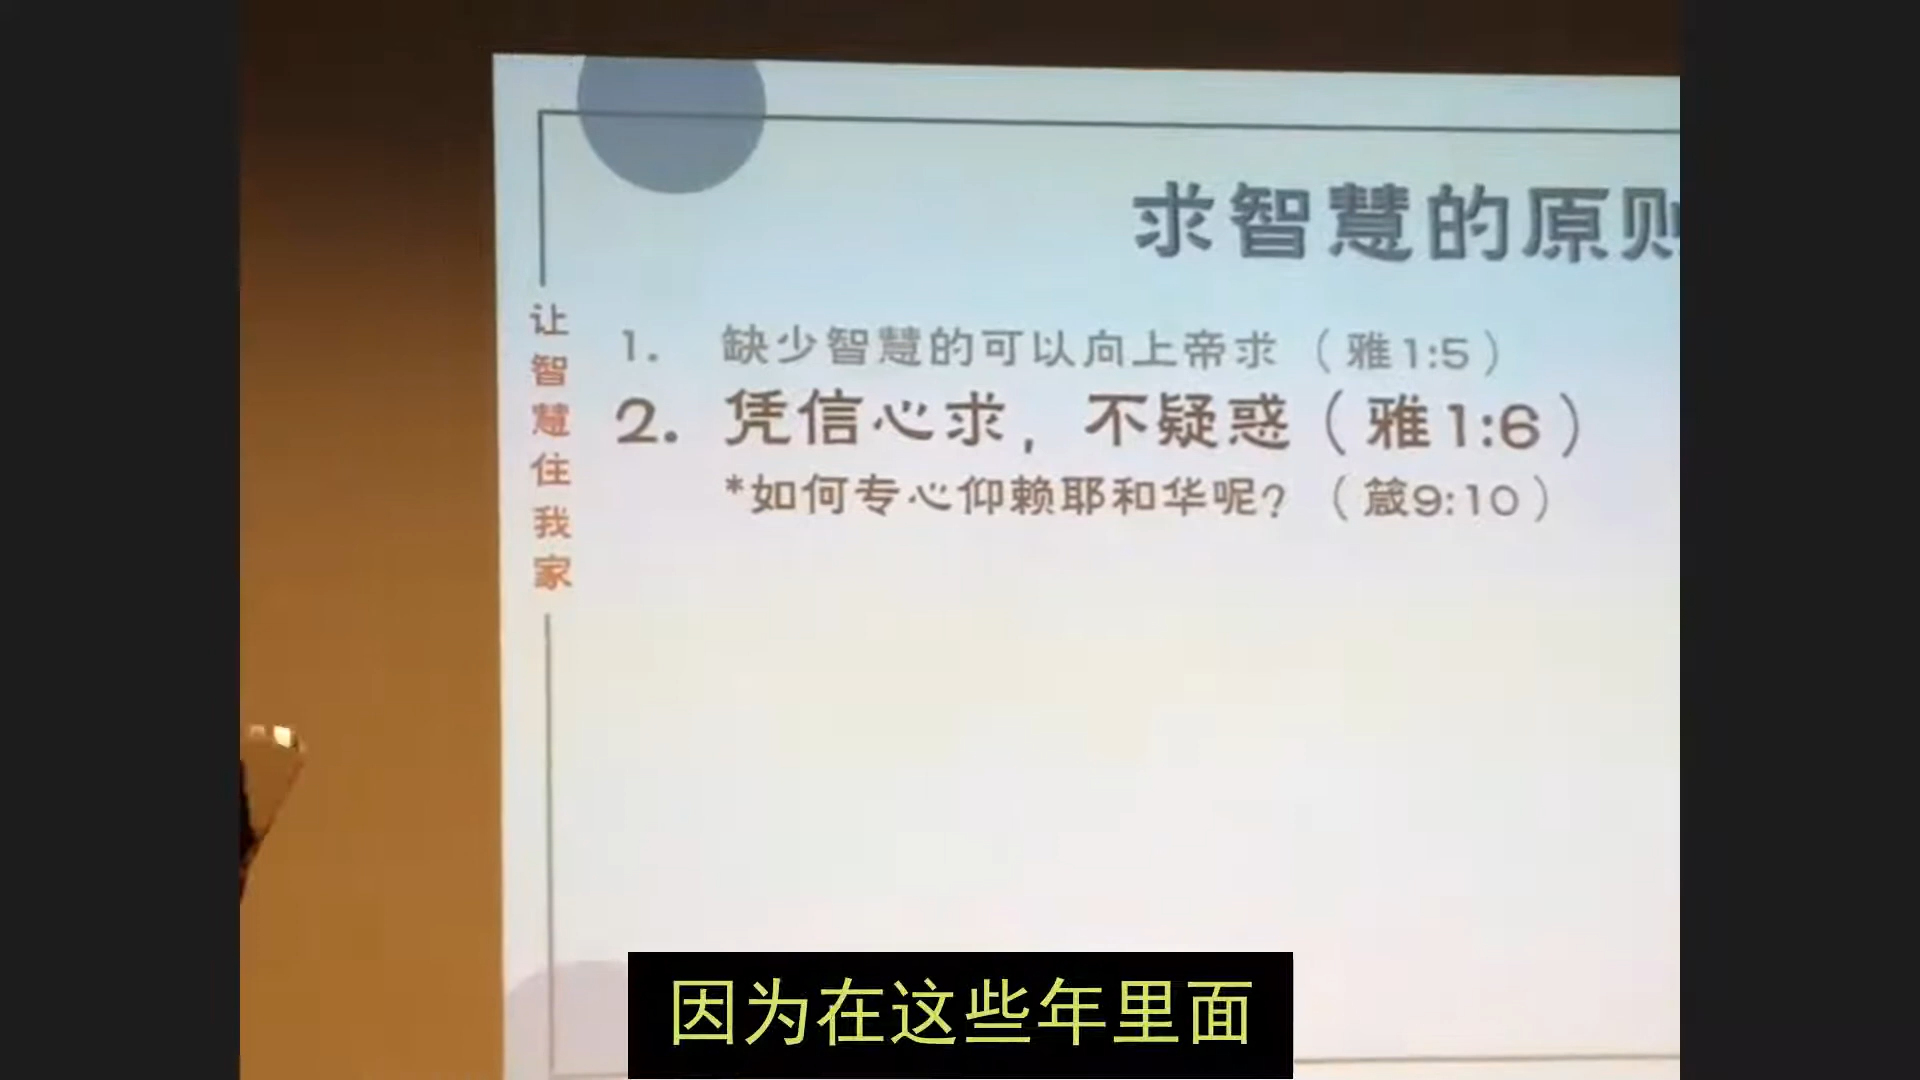 求智慧的原则
让智慧住我家
1. 缺少智慧的可以向上帝求（雅1:5）
2. 凭信心求，不疑惑（雅1:6）
*如何专心仰赖耶和华呢？（箴9:10）
因为在这些年里面